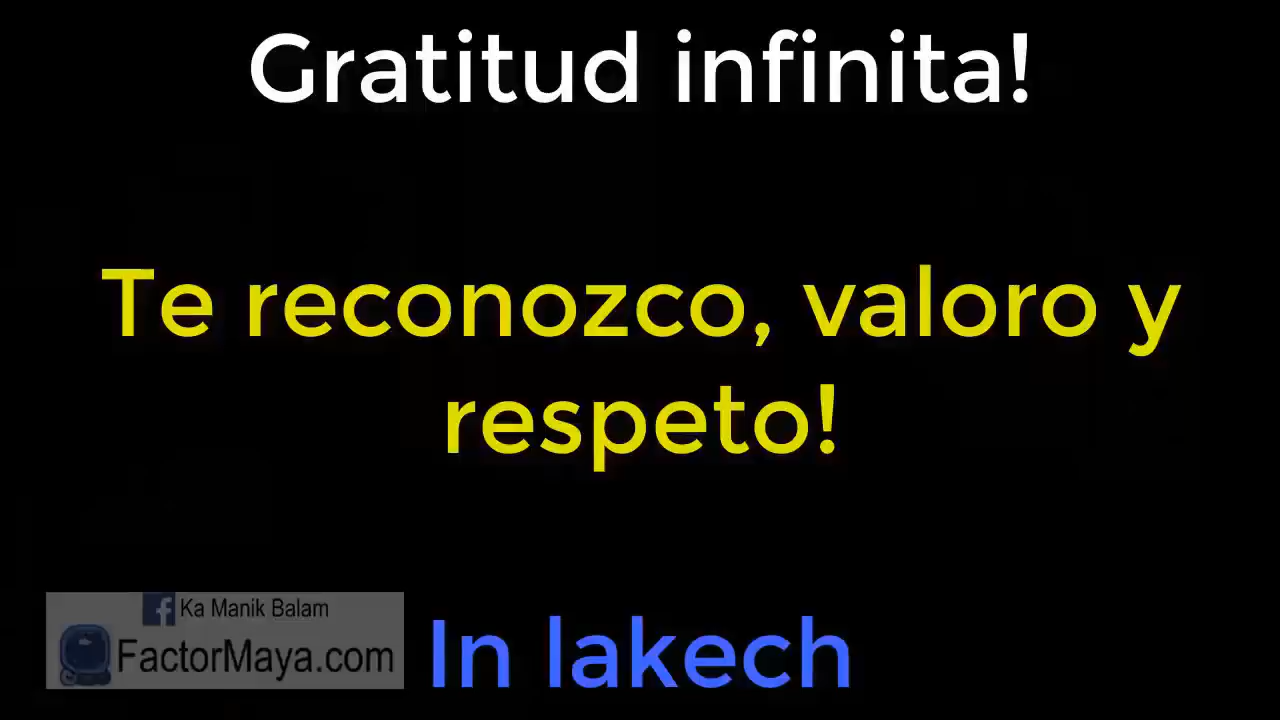 Gratitud infinita!
Te reconozco, valoro y
respeto!
Ka Manik Balam
FactorMaya.com
In lakech